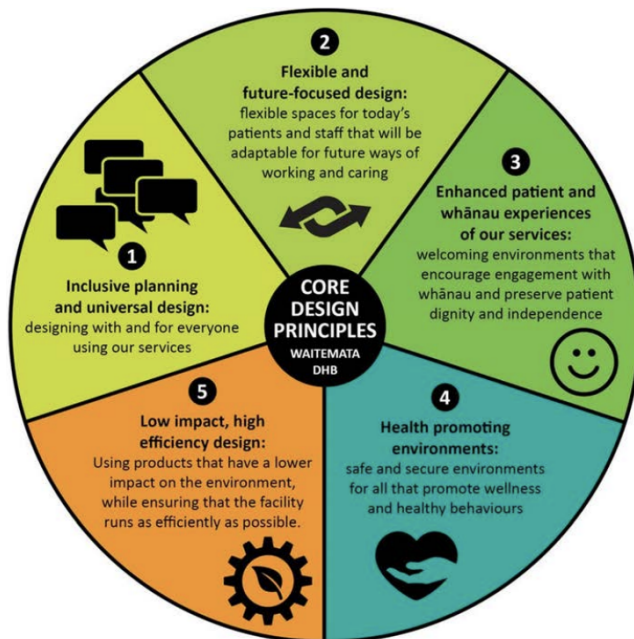 CORE
DESIGN
PRINCIPLES
WAITEMATA
DHB
1
Inclusive planning
and universal design:
designing with and for everyone
using our services
2
Flexible and
future-focused design:
flexible spaces for today’s
patients and staff that will be
adaptable for future ways of
working and caring
3
Enhanced patient and
whānau experiences
of our services:
welcoming environments that
encourage engagement with
whānau and preserve patient
dignity and independence
4
Health promoting
environments:
safe and secure environments
for all that promote wellness
and healthy behaviours
5
Low impact, high
efficiency design:
Using products that have a lower
impact on the environment,
while ensuring that the facility
runs as efficiently as possible.